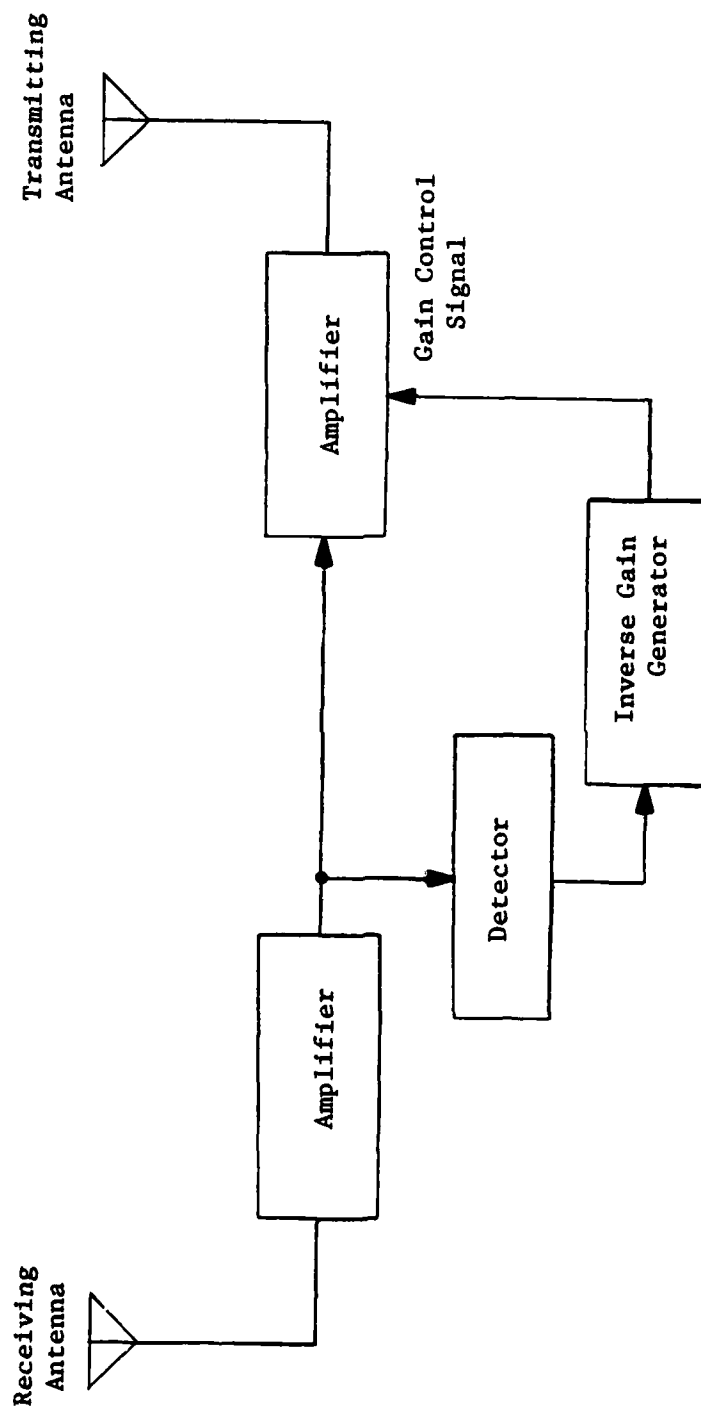 Receiving
Antenna
Amplifier
Detector
Inverse Gain
Generator
Amplifier
Gain Control
Signal
Transmitting
Antenna